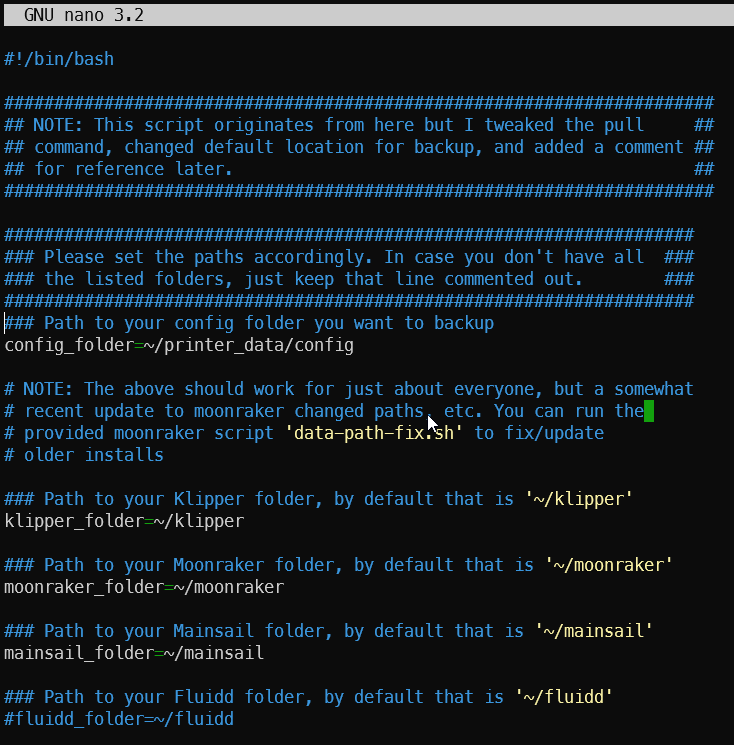 GNU nano 3.2
#!/bin/bash
#######################################################################
## NOTE: This script originates from here but I tweaked the pull     ##
## command, changed default location for backup, and added a comment ##
## for reference later.                                              ##
#######################################################################
#####################################################################
### Please set the paths accordingly. In case you don't have all  ###
### the listed folders, just keep that line commented out.        ###
#####################################################################
### Path to your config folder you want to backup
config_folder=~/printer_data/config
# NOTE: The above should work for just about everyone, but a somewhat
# recent update to moonraker changed paths, etc. You can run the
# provided moonraker script 'data-path-fix.sh' to fix/update
# older installs
### Path to your Klipper folder, by default that is '~/klipper'
klipper_folder=~/klipper
### Path to your Moonraker folder, by default that is '~/moonraker'
moonraker_folder=~/moonraker
### Path to your Mainsail folder, by default that is '~/mainsail'
mainsail_folder=~/mainsail
### Path to your Fluidd folder, by default that is '~/fluidd'
#fluidd_folder=~/fluidd